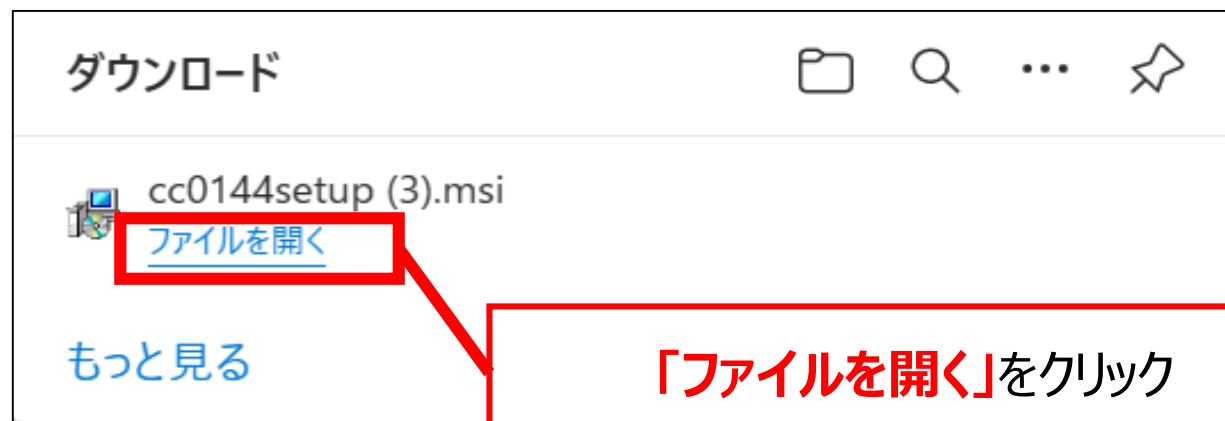 ダウンロード
cc0144setup (3).msi
ファイルを開く
もっと見る
「ファイルを開く」をクリック